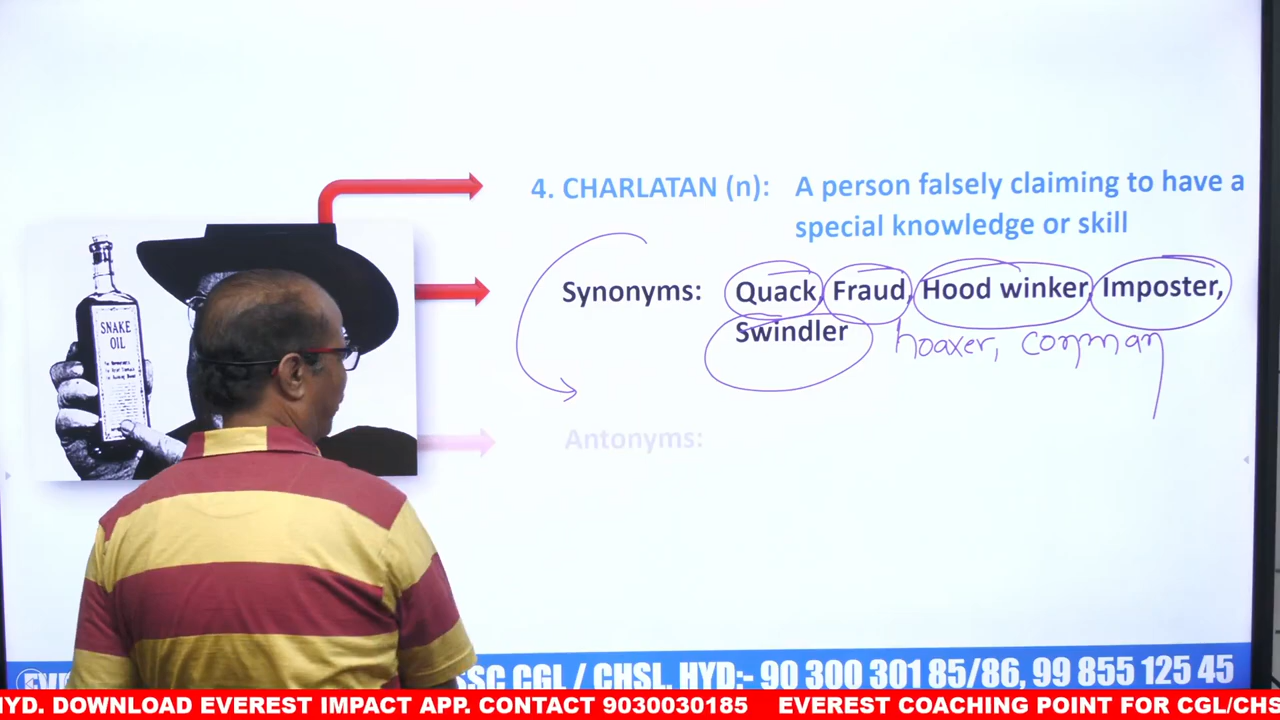 4. CHARLATAN (n): A person falsely claiming to have a
special knowledge or skill
SNAKE
OIL
Synonyms: Quack, Fraud, Hood winker, Imposter,
Swindler hoaxer, conman
Antonyms:
SSC CGL / CHSL. HYD:- 90 300 301 85/86, 99 855 125 45
HYD. DOWNLOAD EVEREST IMPACT APP. CONTACT 9030030185 EVEREST COACHING POINT FOR CGL/CHS